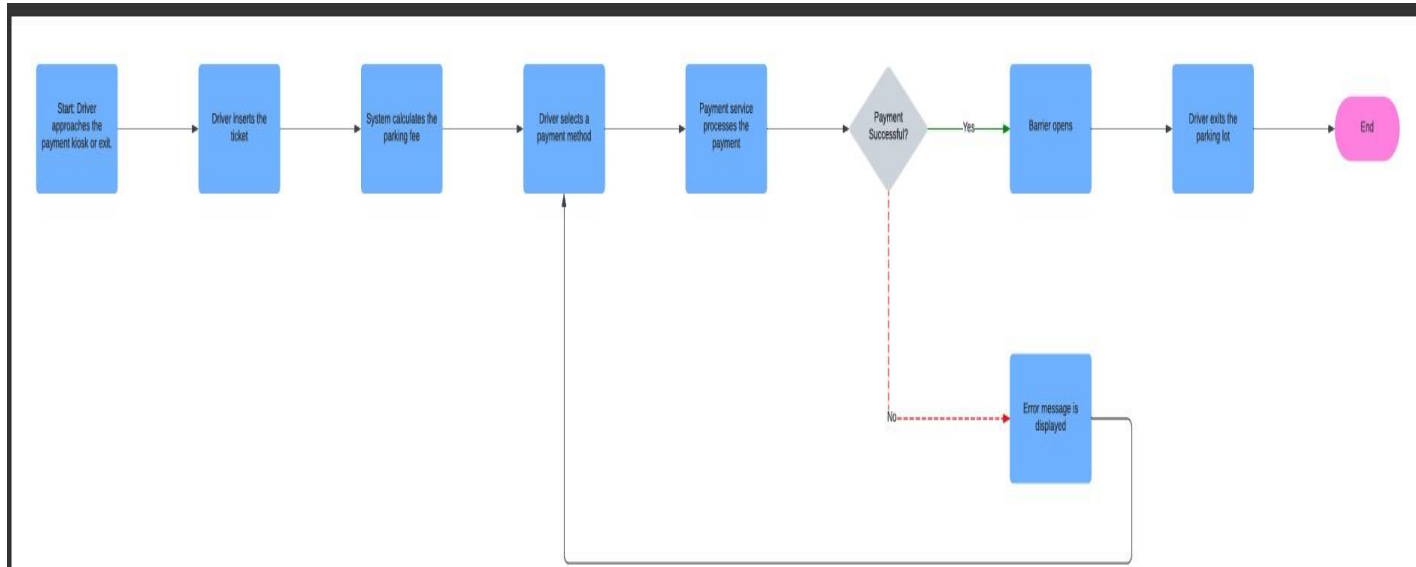 Start: Driver
approaches the
payment kiosk or exit.
Driver inserts the
ticket
System calculates the
parking fee
Driver selects a
payment method
Payment service
processes the
payment
Payment
Successful?
Yes
Barrier opens
Driver exits the
parking lot
End
No
Error message is
displayed